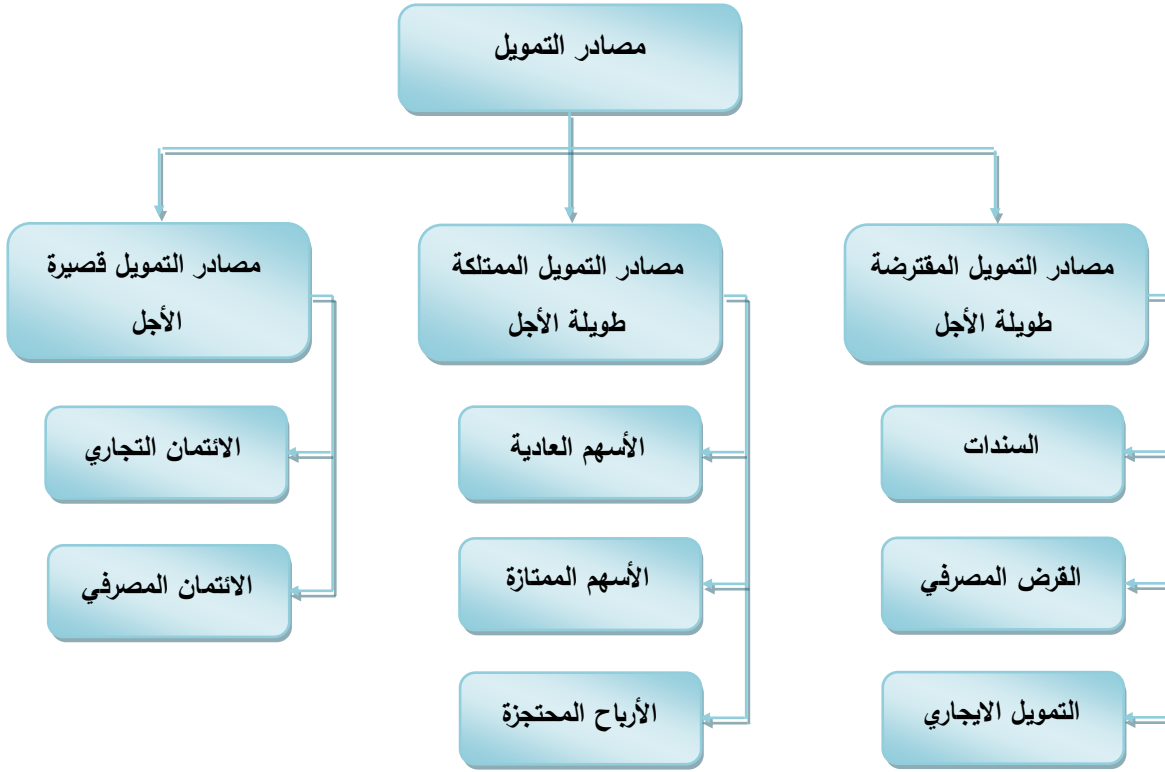 مصادر التمويل
مصادر التمويل المقترضة
طويلة الأجل
السندات
القرض المصرفي
التمويل الايجاري
مصادر التمويل الممتلكة
طويلة الأجل
الأسهم العادية
الأسهم الممتازة
الأرباح المحتجزة
مصادر التمويل قصيرة
الأجل
الائتمان التجاري
الائتمان المصرفي